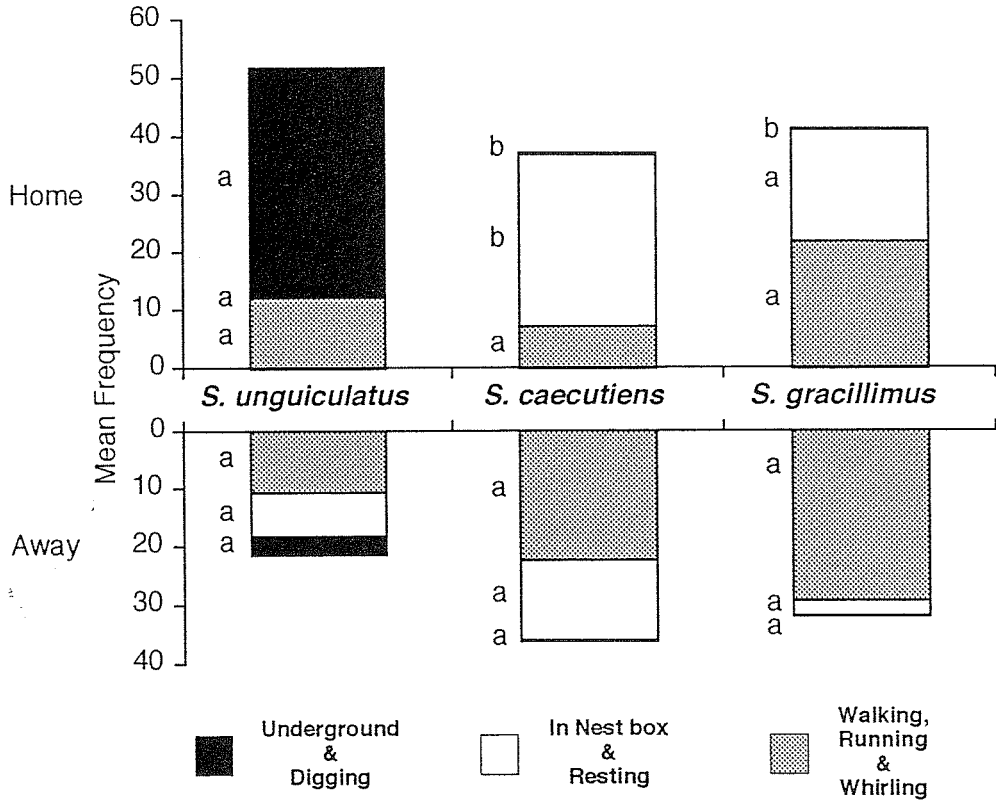 60
50
40
30
20
10
0
Home
Mean Frequency
a
a
a
b
b
a
b
a
a
S. unguiculatus
S. caecutiens
S. gracillimus
0
10
20
30
40
Away
a
a
a
a
a
a
a
a
a
Underground
&
Digging
In Nest box
&
Resting
Walking,
Running
&
Whirling